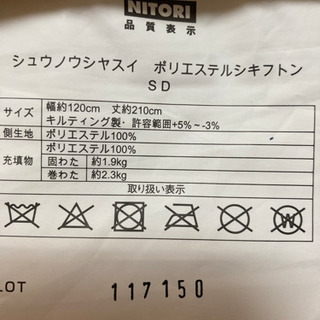 NITORI
品質表示
シュウノウシヤスイ ポリエステルシキフトン
SD
サイズ 幅約120cm 丈約210cm
キルティング製・許容範囲+5%~-3%
側生地 ポリエステル100%
充填物 ポリエステル100%
固わた 約1.9kg
巻わた 約2.3kg
取り扱い表示
W
LOT 117150